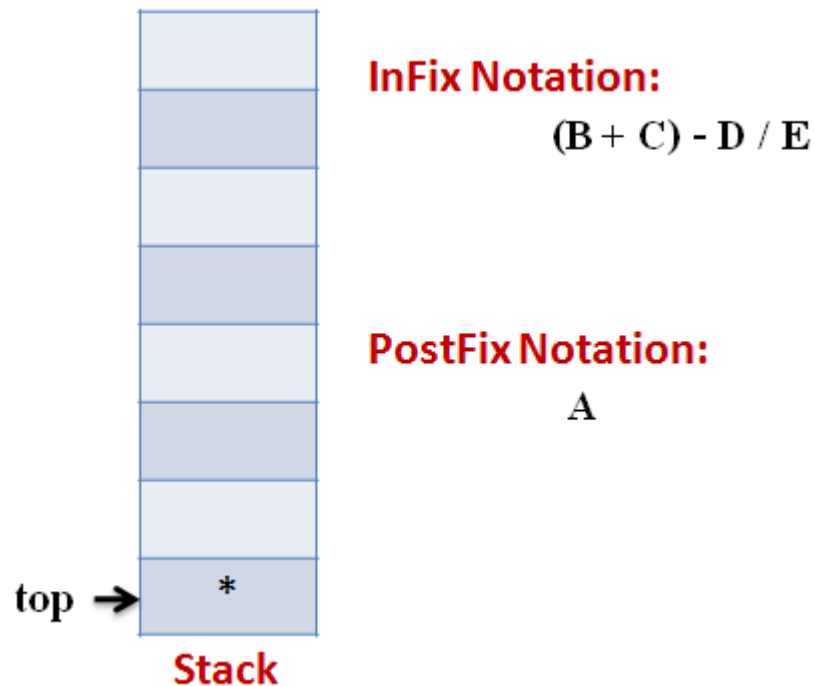 InFix Notation:
(B + C) - D / E
PostFix Notation:
A
top
*
Stack